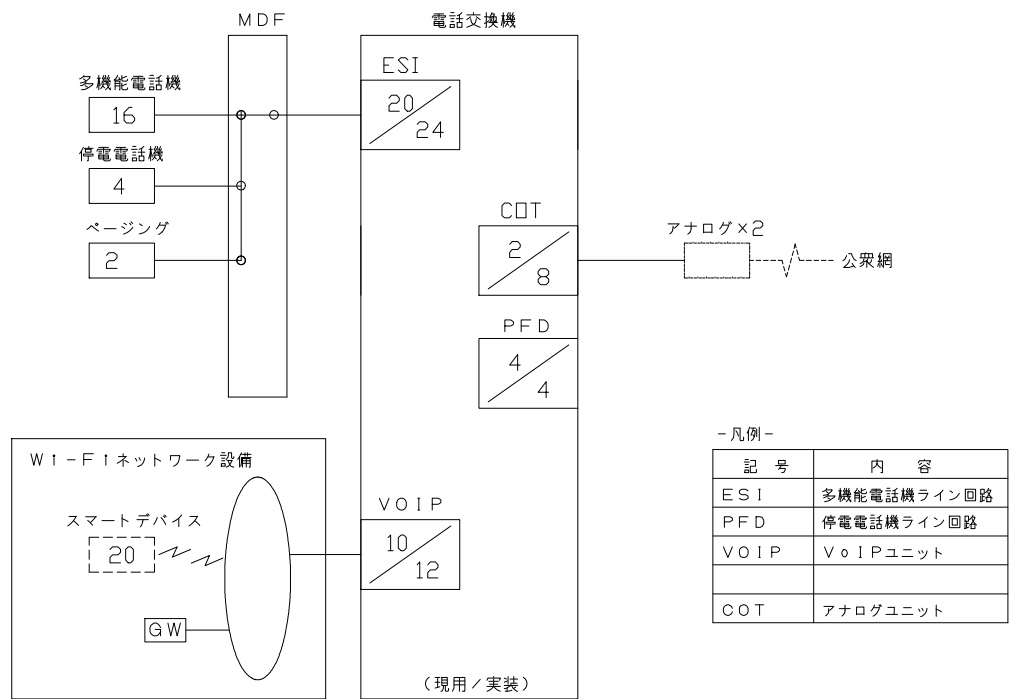 MDF
電話交換機
ESI
20/24
多機能電話機
16
停電電話機
4
ページング
2
COT
2/8
アナログ×2
公衆網
PFD
4/4
Wi-Fiネットワーク設備
スマートデバイス
20
GW
VOIP
10/12
(現用/実装)
-凡例-
記号 内容
ESI 多機能電話機ライン回路
PFD 停電電話機ライン回路
VOIP VoIPユニット
COT アナログユニット